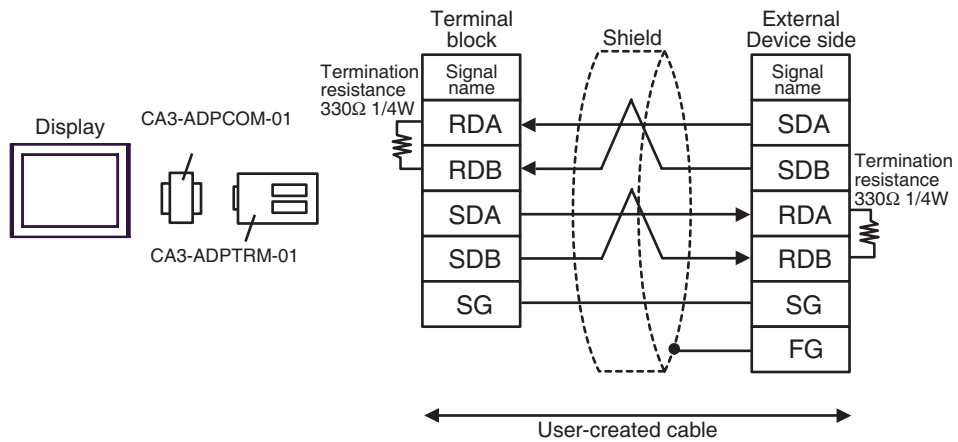 Display
CA3-ADPCOM-01
CA3-ADPTRM-01
Termination
resistance
330Ω 1/4W
Terminal
block
Signal
name
RDA
RDB
SDA
SDB
SG
Shield
External
Device side
Signal
name
SDA
SDB
RDA
RDB
SG
FG
Termination
resistance
330Ω 1/4W
User-created cable